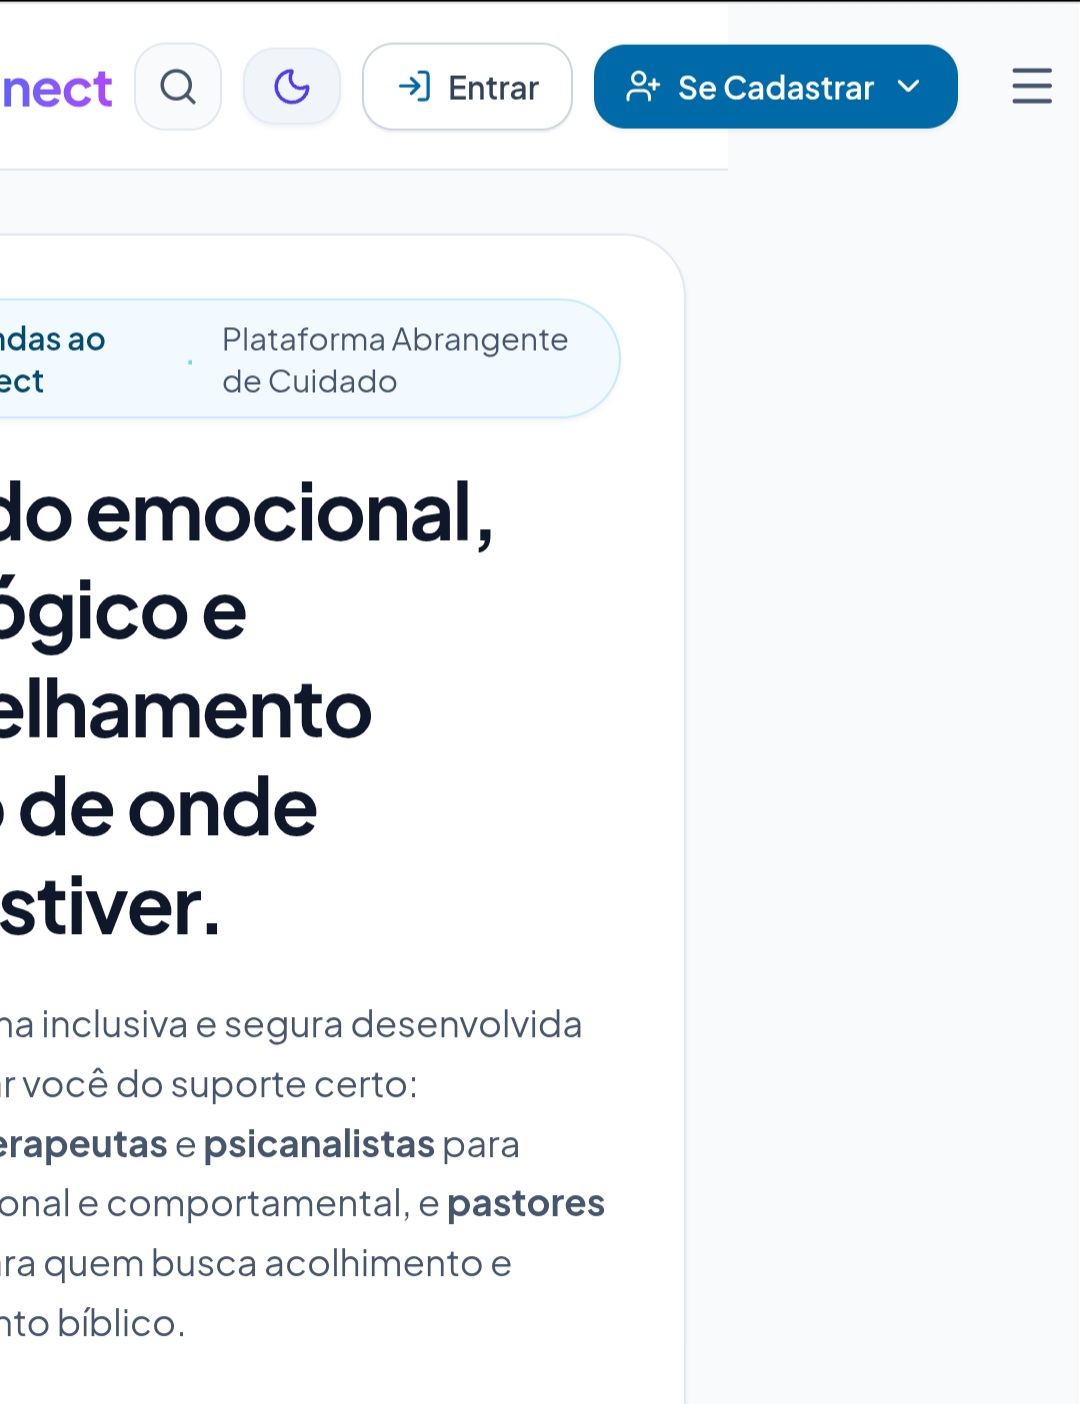 nect
Entrar
Se Cadastrar
ndas ao
ect
Plataforma Abrangente
de Cuidado
do emocional,
ógico e
elhamento
de onde
stiver.
na inclusiva e segura desenvolvida
r você do suporte certo:
erapeutas e psicanalistas para
onal e comportamental, e pastores
ra quem busca acolhimento e
nto bíblico.